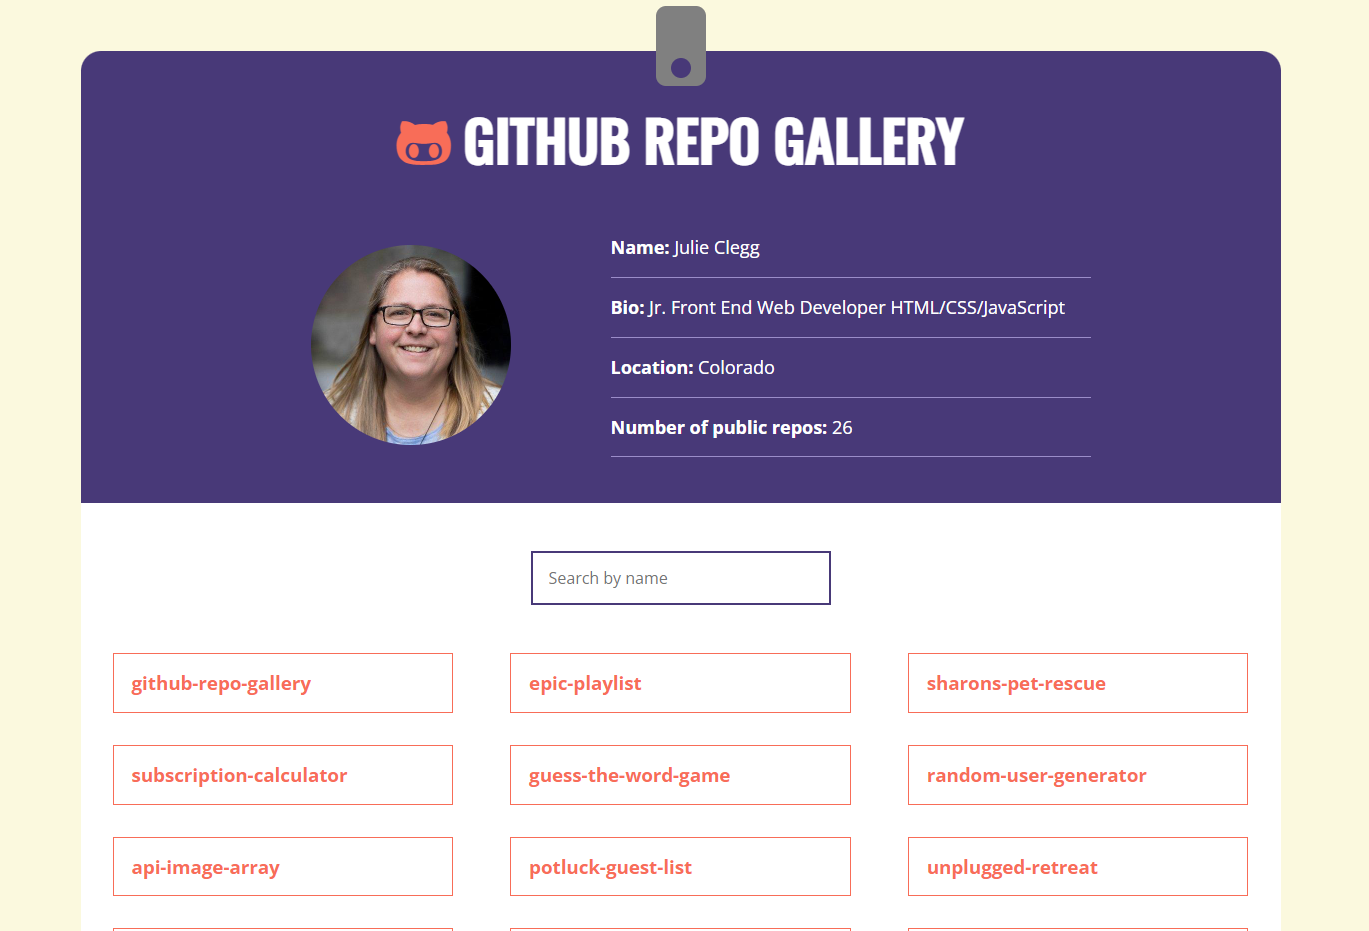 GITHUB REPO GALLERY
Name: Julie Clegg
Bio: Jr. Front End Web Developer HTML/CSS/JavaScript
Location: Colorado
Number of public repos: 26
Search by name
github-repo-gallery
epic-playlist
sharons-pet-rescue
subscription-calculator
guess-the-word-game
random-user-generator
api-image-array
potluck-guest-list
unplugged-retreat